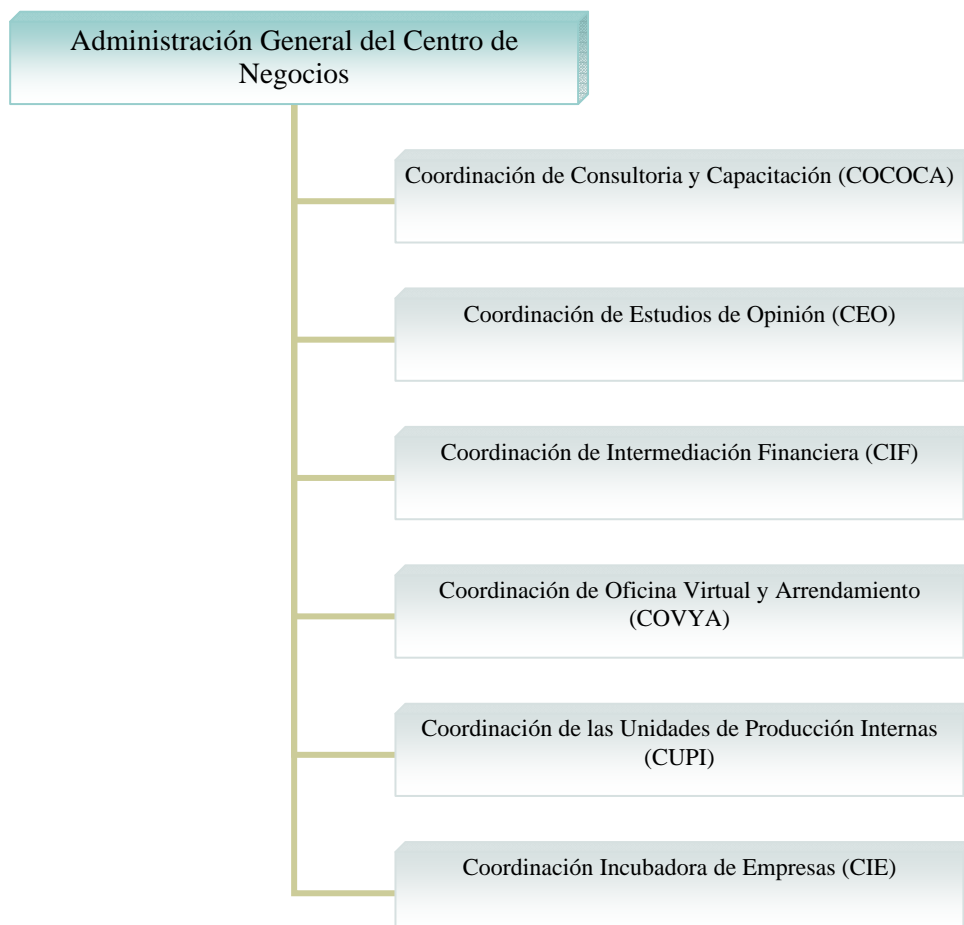 Administración General del Centro de
Negocios
Coordinación de Consultoria y Capacitación (COCOCA)
Coordinación de Estudios de Opinión (CEO)
Coordinación de Intermediación Financiera (CIF)
Coordinación de Oficina Virtual y Arrendamiento
(COVYA)
Coordinación de las Unidades de Producción Internas
(CUPI)
Coordinación Incubadora de Empresas (CIE)